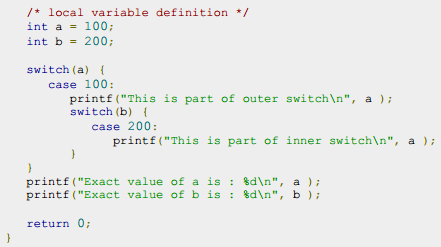 /* local variable definition */
int a = 100;
int b = 200;
switch(a) {
case 100:
printf("This is part of outer switch\n", a );
switch(b) {
case 200:
printf("This is part of inner switch\n", a );
}
}
printf("Exact value of a is : %d\n", a );
printf("Exact value of b is : %d\n", b );
return 0;
}